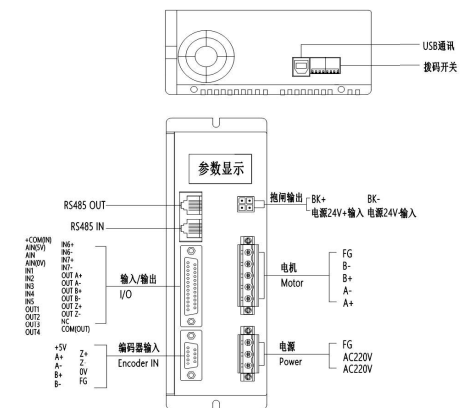 USB通讯
拨码开关
参数显示
RS485 OUT
RS485 IN
抱闸输出
BK+ BK-
电源24V+输入 电源24V-输入
+COM(IN)
AIN(5V)
AIN
AIN(0V)
IN1
IN2
IN3
IN4
IN5
OUT1
OUT2
OUT3
OUT4
IN6+
IN6-
IN7+
IN7-
OUT A+
OUT A-
OUT B+
OUT B-
OUT Z+
OUT Z-
NC
COM(OUT)
输入/输出
I/O
电机
Motor
FG
B-
B+
A-
A+
+5V
A+
A-
B+
B-
Z+
Z-
0V
FG
编码器输入
Encoder IN
电源
Power
FG
AC220V
AC220V